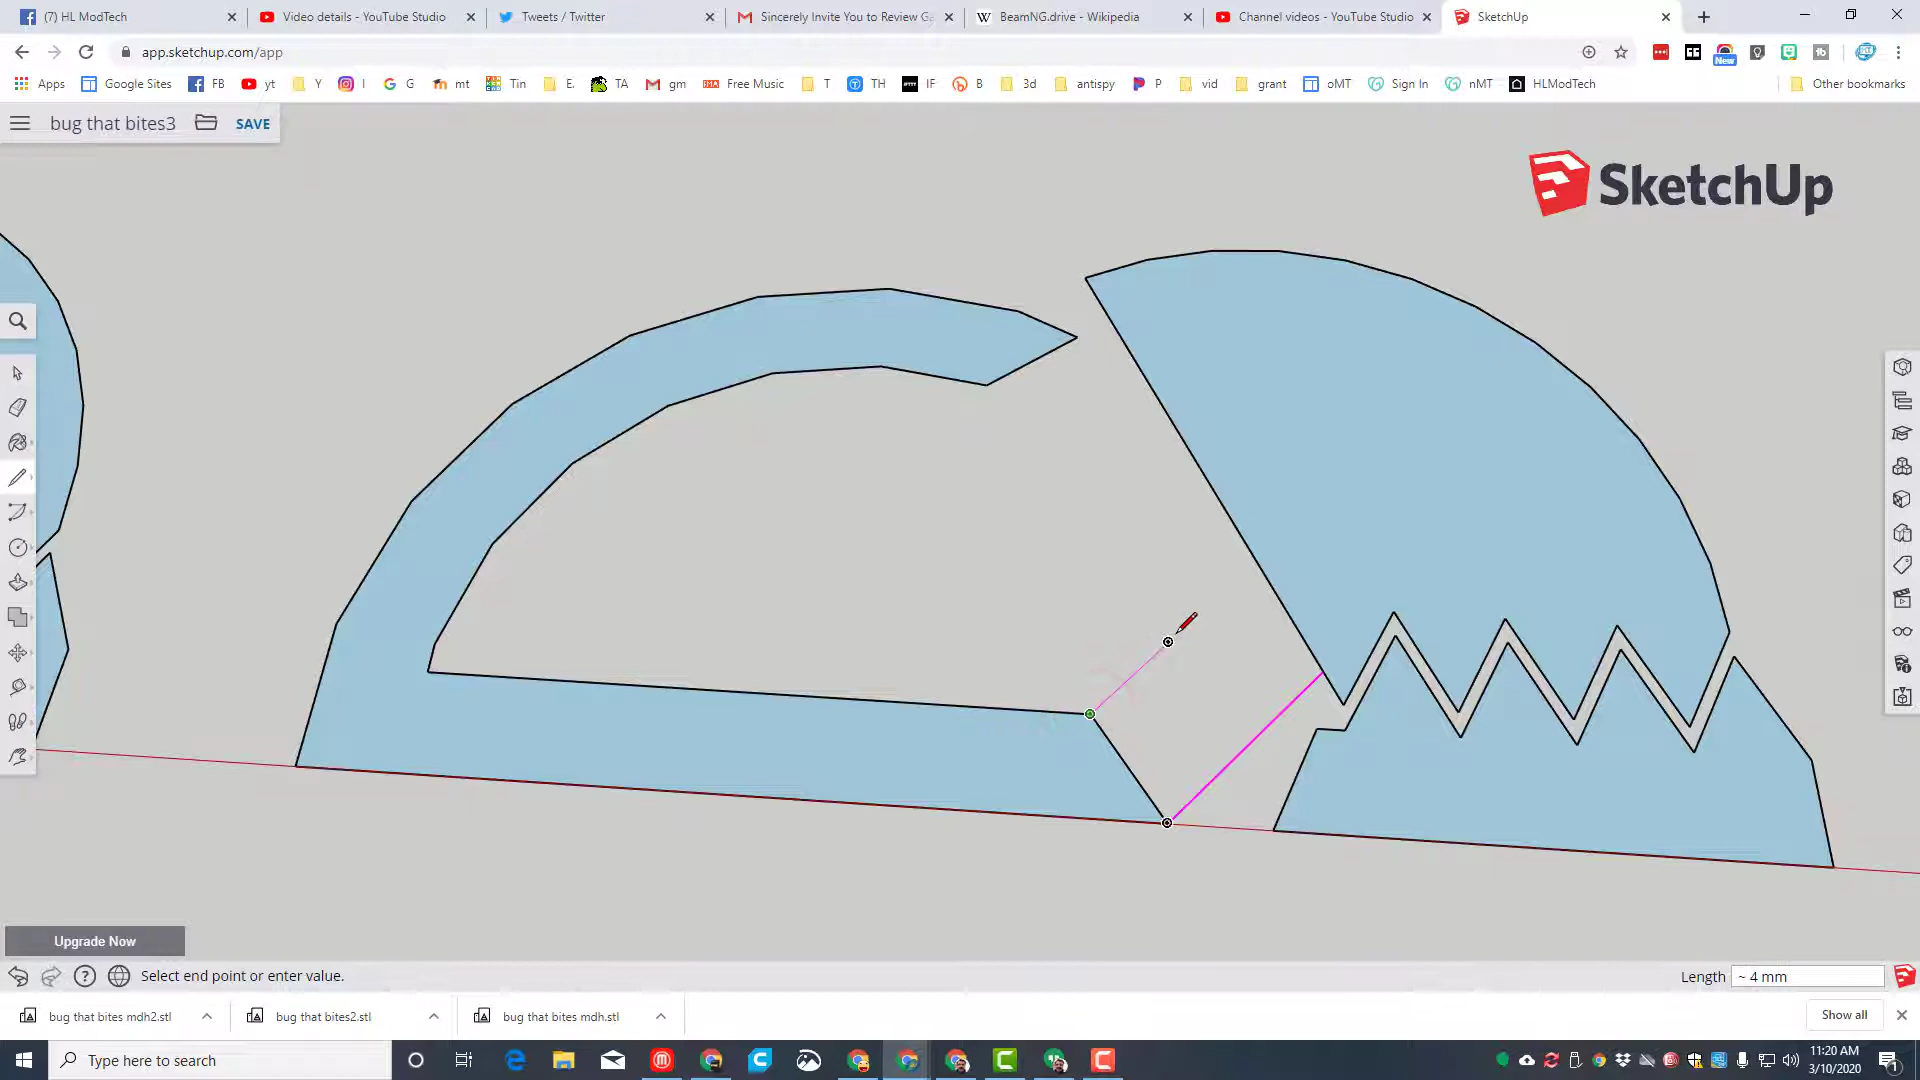 (7) HL ModTech
Video details - YouTube Studio
Tweets / Twitter
Sincerely Invite You to Review Ga
BeamNG.drive - Wikipedia
Channel videos - YouTube Studio
SketchUp
app.sketchup.com/app
New
Apps
Google Sites
FB
yt
Y
I
G
mt
Tin
E.
TA
gm
Free Music
T
TH
IF
B
3d
antispy
P
vid
grant
oMT
Sign In
nMT
HLModTech
Other bookmarks
bug that bites3
SAVE
SketchUp
Upgrade Now
Select end point or enter value.
Length
~ 4 mm
bug that bites mdh2.stl
bug that bites2.stl
bug that bites mdh.stl
Show all
Type here to search
11:20 AM
3/10/2020